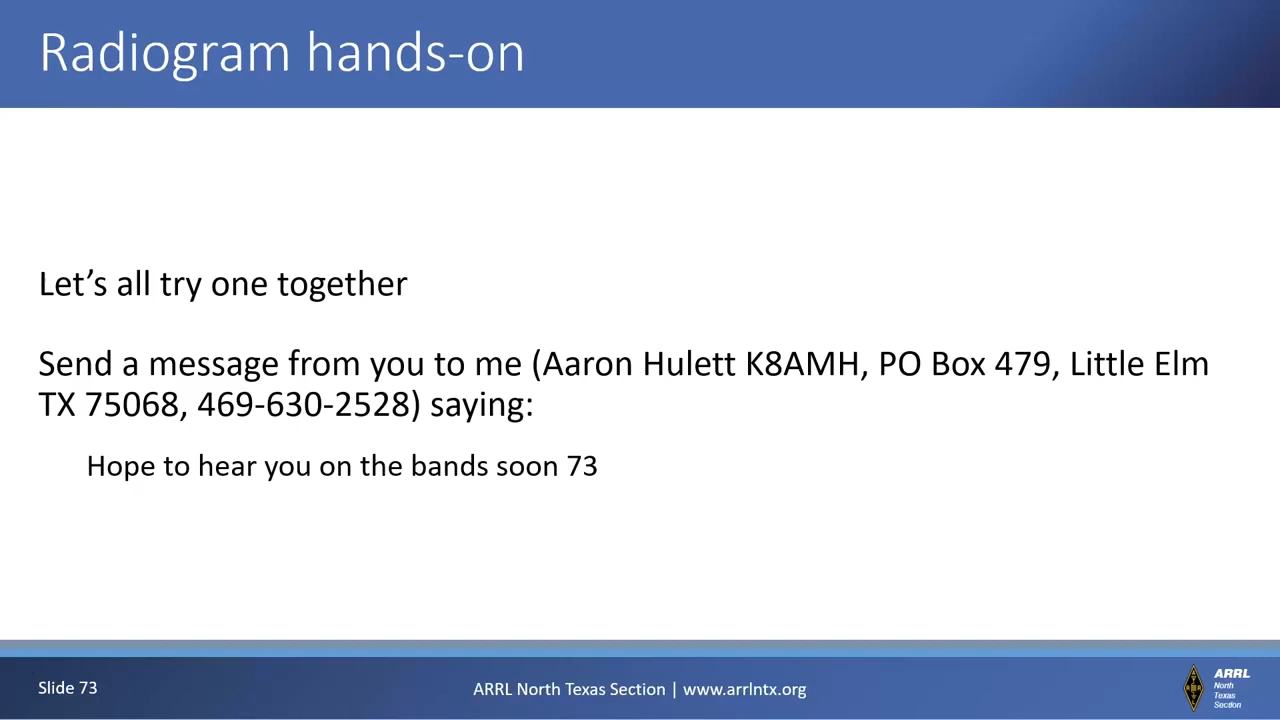 Radiogram hands-on
Let’s all try one together
Send a message from you to me (Aaron Hulett K8AMH, PO Box 479, Little Elm
TX 75068, 469-630-2528) saying:
Hope to hear you on the bands soon 73
Slide 73
ARRL North Texas Section | www.arrlntx.org
ARRL
North
Texas
Section